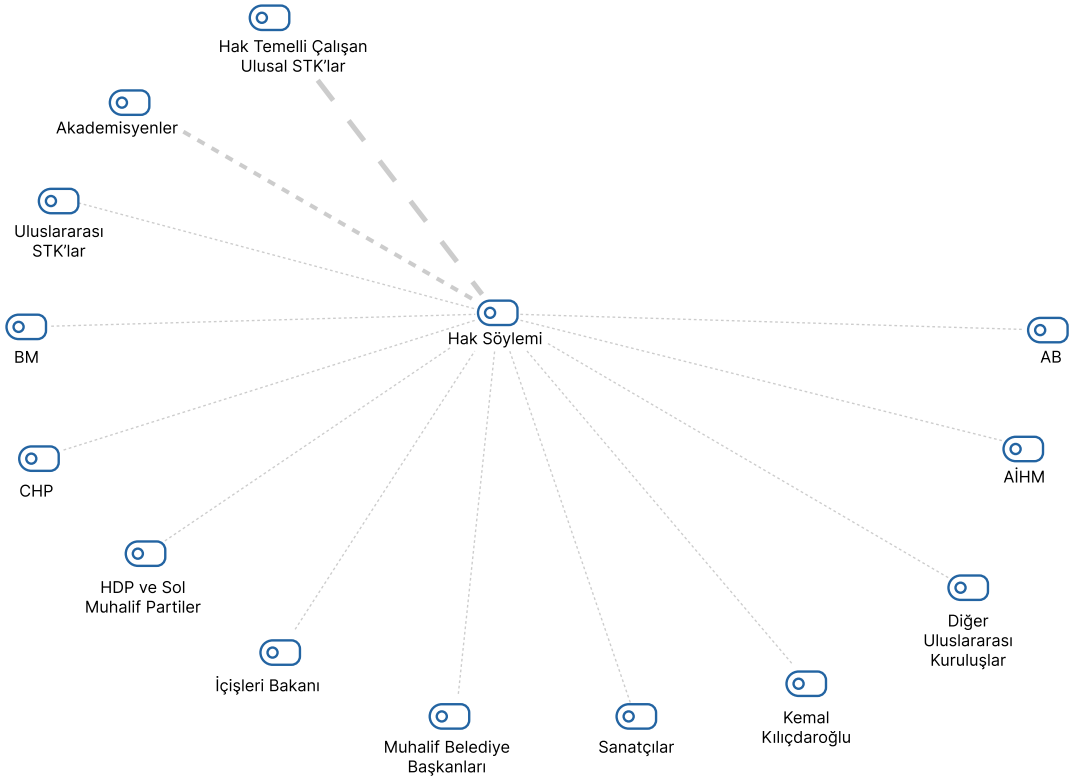 Hak Temelli Çalışan
Ulusal STK’lar
Akademisyenler
Uluslararası
STK’lar
Hak Söylemi
BM
AB
CHP
AİHM
HDP ve Sol
Muhalif Partiler
Diğer
Uluslararası
Kuruluşlar
İçişleri Bakanı
Kemal
Kılıçdaroğlu
Muhalif Belediye
Başkanları
Sanatçılar